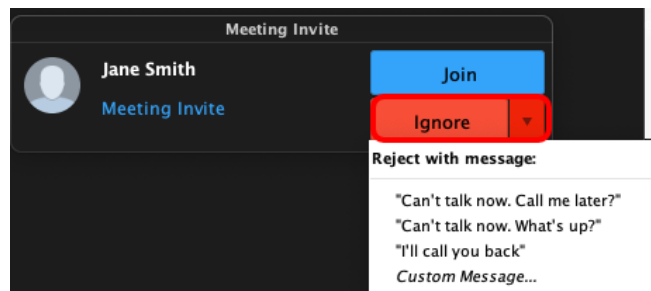 Meeting Invite
Jane Smith
Join
Meeting Invite
Ignore
Reject with message:
"Can't talk now. Call me later?"
"Can't talk now. What's up?"
"I'll call you back"
Custom Message...